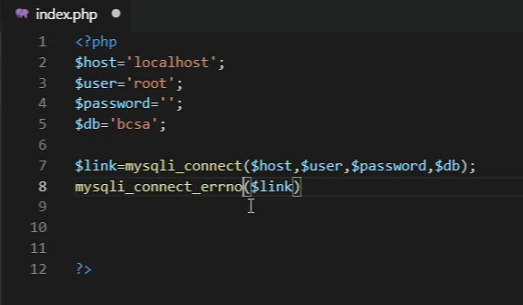 index.php
1 <?php
2 $host='localhost';
3 $user='root';
4 $password='';
5 $db='bcsa';
6
7 $link=mysqli_connect($host,$user,$password,$db);
8 mysqli_connect_errno($link)
9
10
11
12 ?>